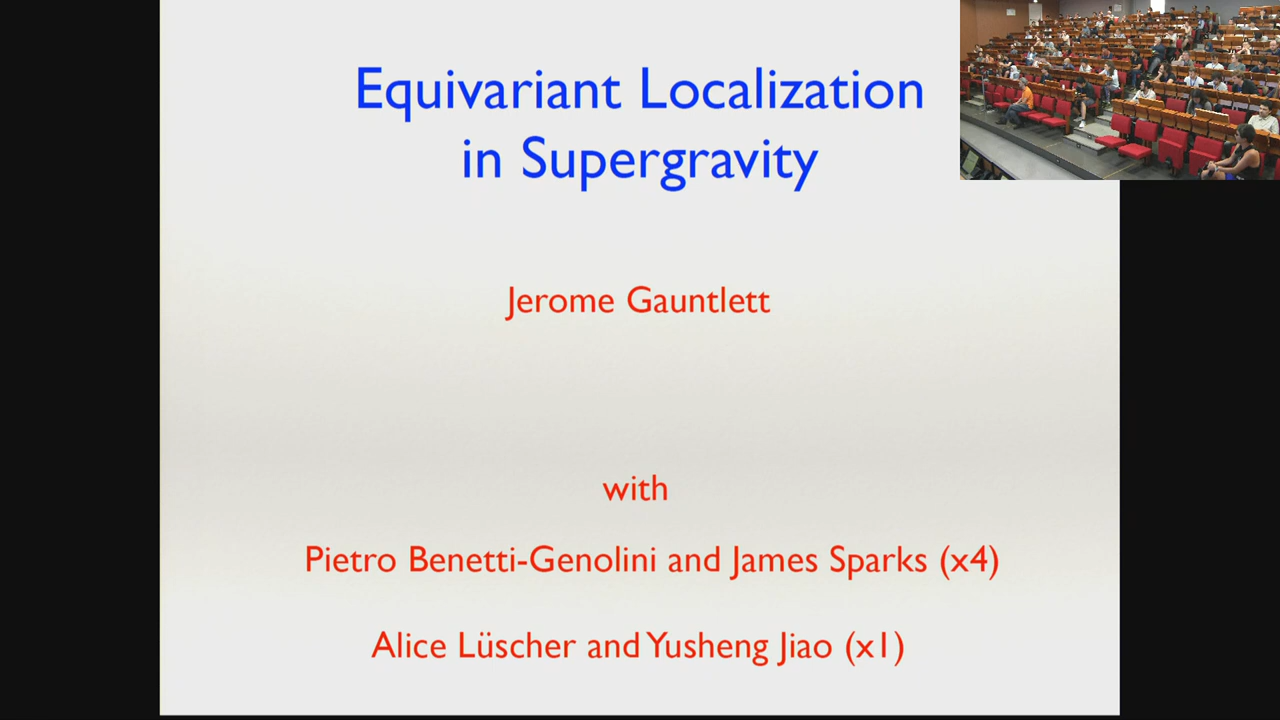 Equivariant Localization
in Supergravity
Jerome Gauntlett
with
Pietro Benetti-Genolini and James Sparks (x4)
Alice Lüscher and Yusheng Jiao (x1)